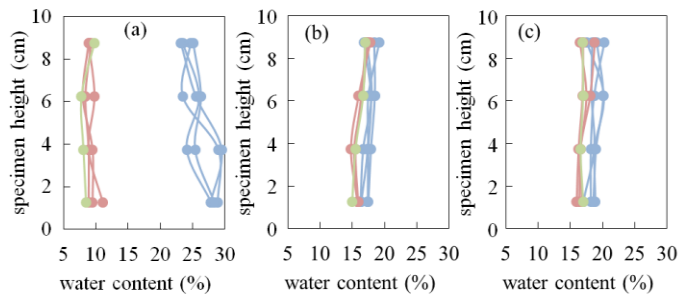 10 10 10
(a) (b) (c)
8 8 8
6 6 6
4 4 4
2 2 2
0 0 0
specimen height (cm) specimen height (cm) specimen height (cm)
5 10 15 20 25 30 5 10 15 20 25 30 5 10 15 20 25 30
water content (%) water content (%) water content (%)